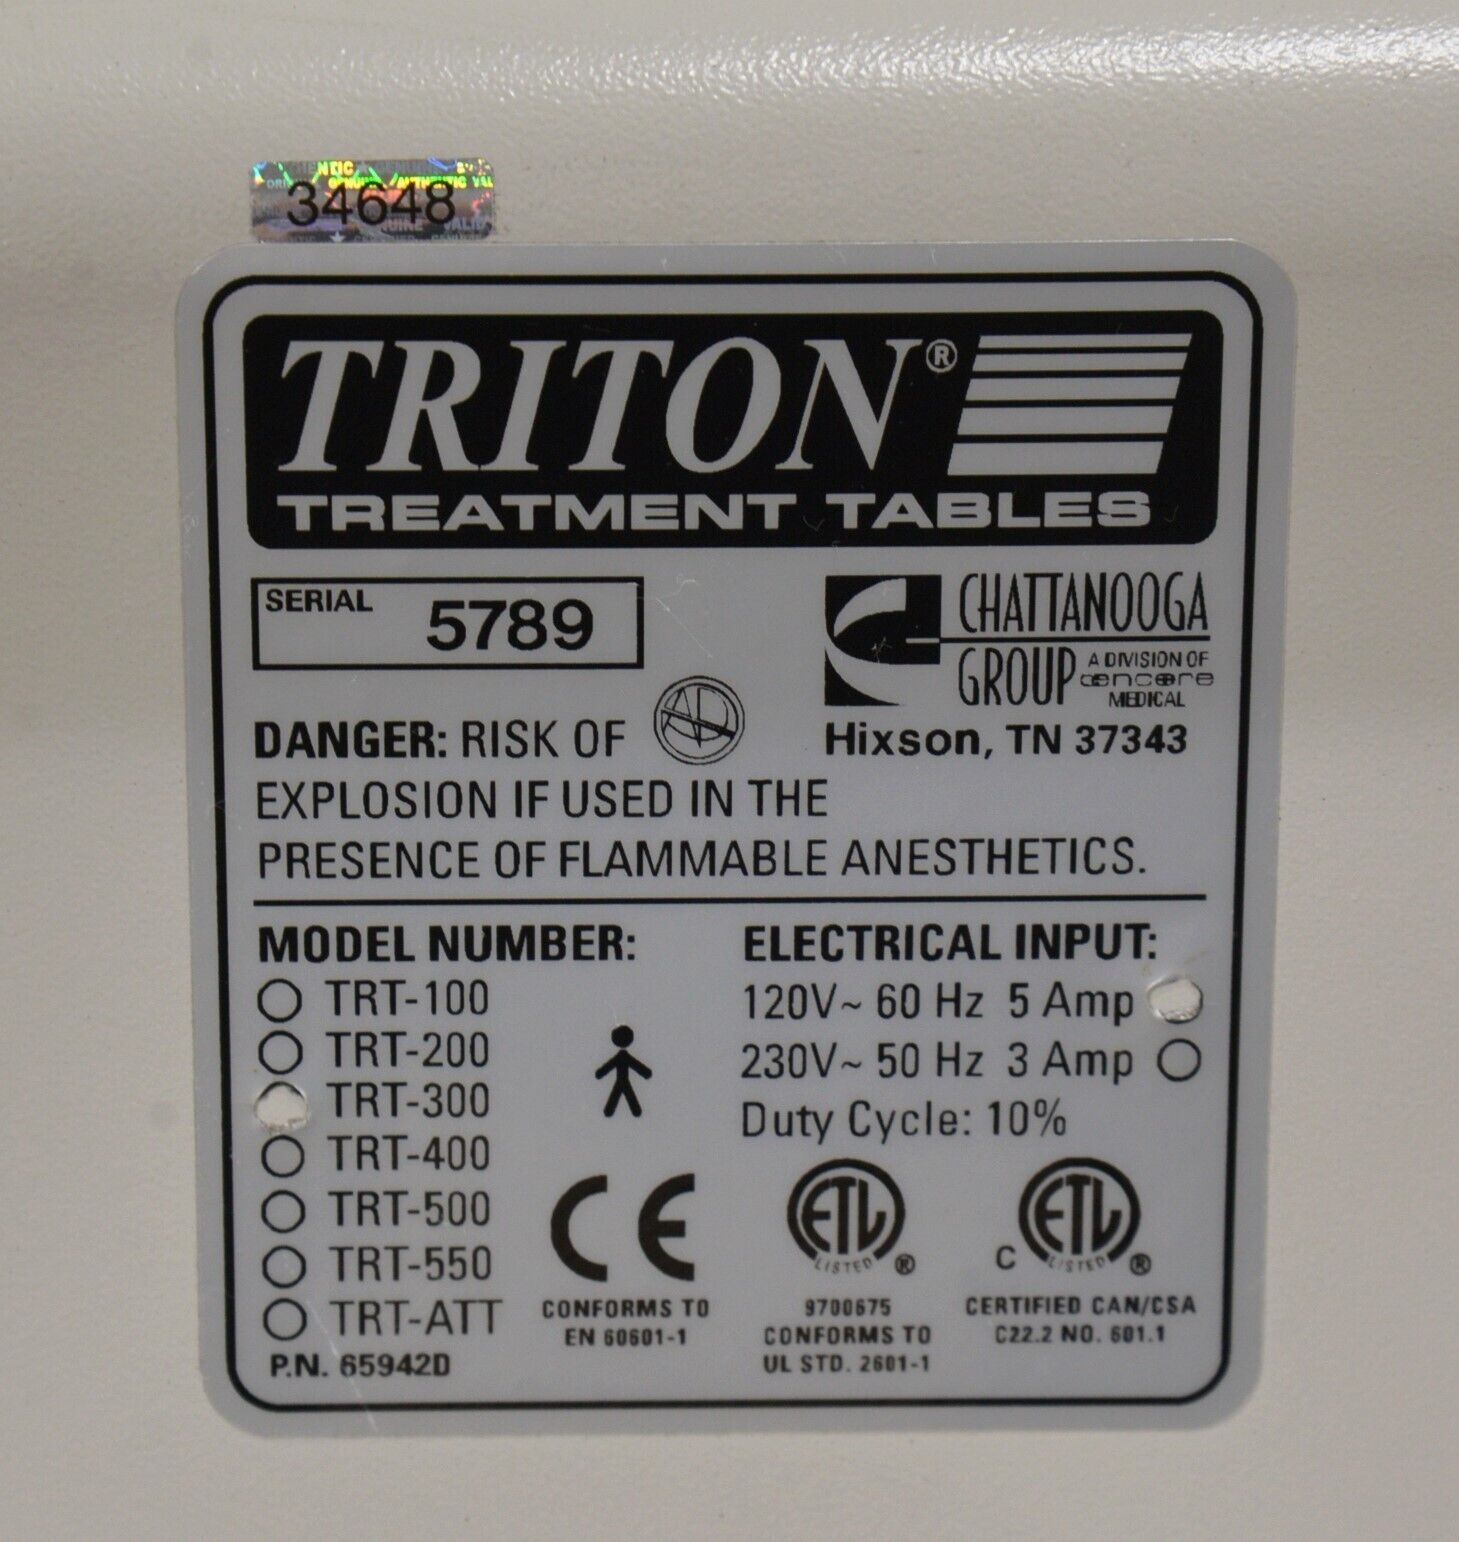 34648
TRITON®
TREATMENT TABLES
SERIAL 5789
CHATTANOOGA
GROUP A DIVISION OF
encore
MEDICAL
Hixson, TN 37343
DANGER: RISK OF
EXPLOSION IF USED IN THE
PRESENCE OF FLAMMABLE ANESTHETICS.
MODEL NUMBER:
TRT-100
TRT-200
TRT-300
TRT-400
TRT-500
TRT-550
TRT-ATT
P.N. 65942D
ELECTRICAL INPUT:
120V~ 60 Hz 5 Amp
230V~ 50 Hz 3 Amp
Duty Cycle: 10%
CE
CONFORMS TO
EN 60601-1
ETL
LISTED ®
9700675
CONFORMS TO
UL STD. 2601-1
C ETL
LISTED ®
CERTIFIED CAN/CSA
C22.2 NO. 601.1